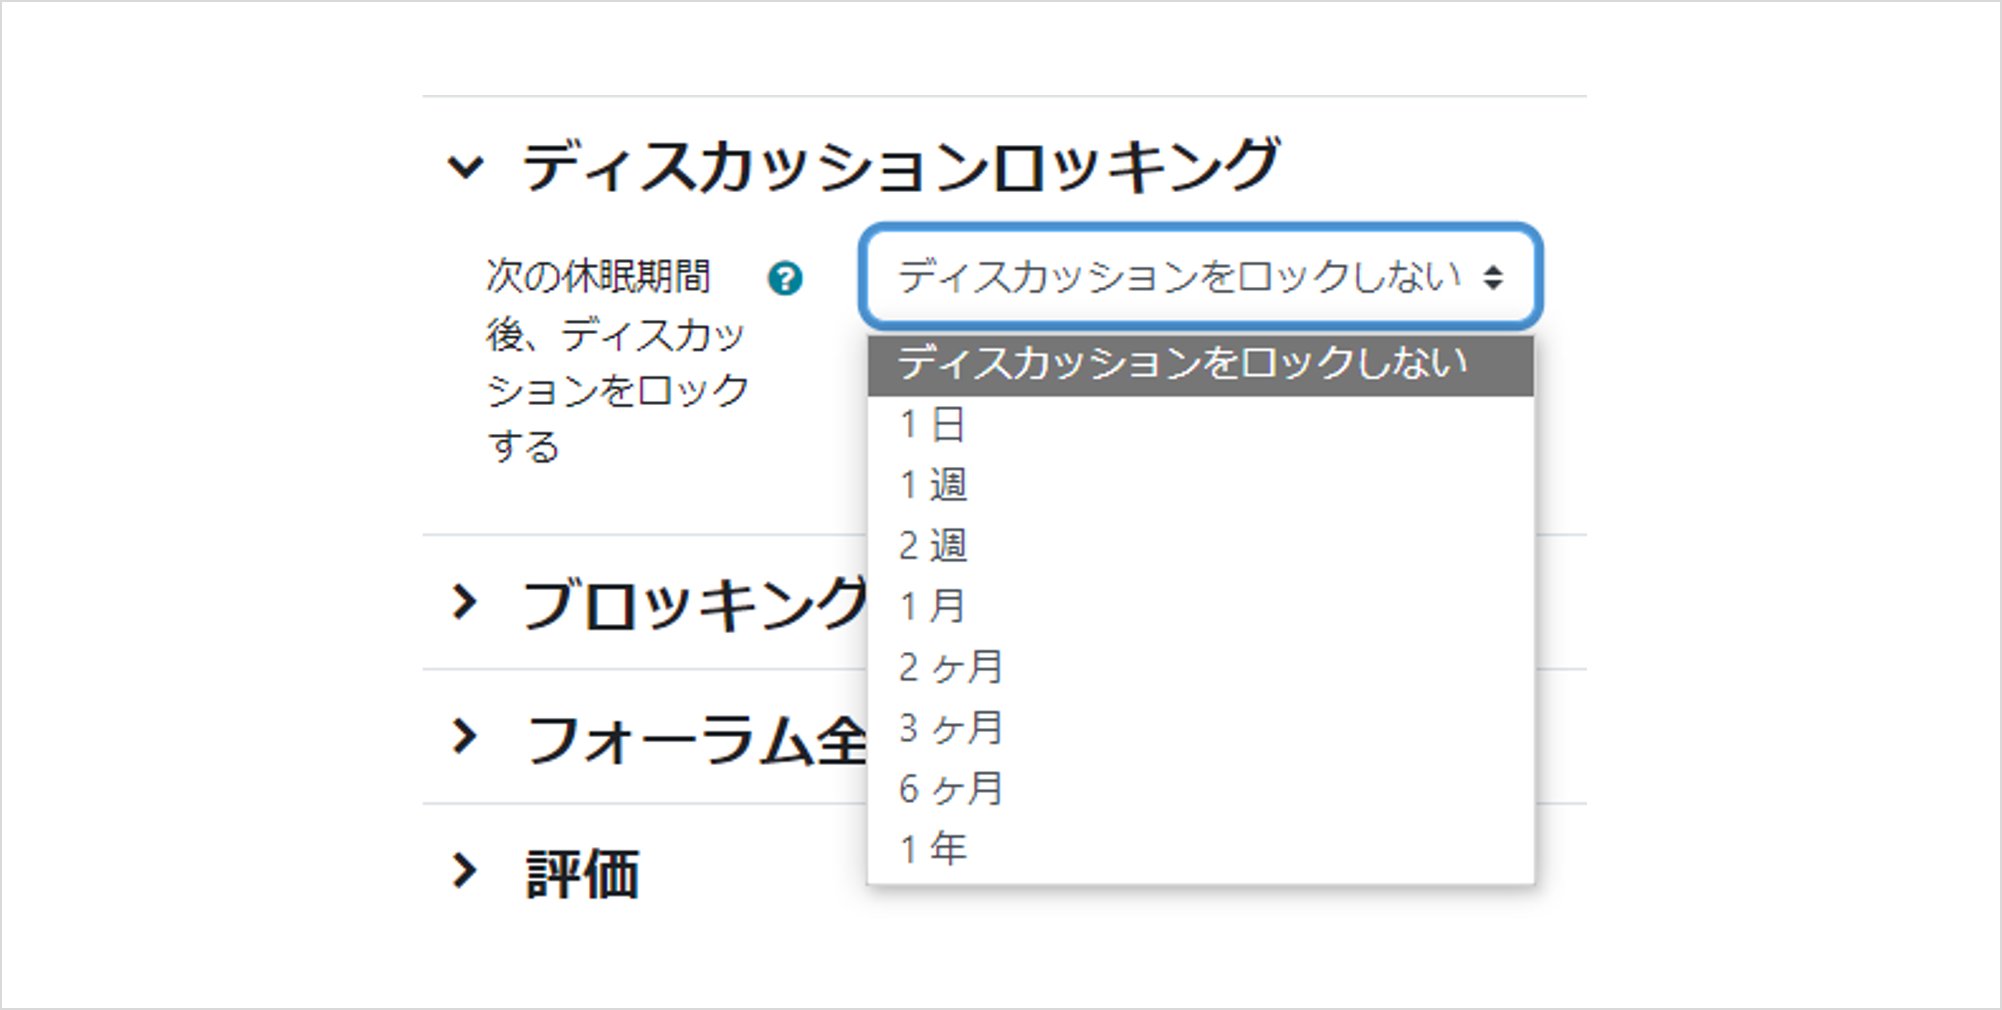 ディスカッションロッキング
次の休眠期間
後、ディスカッ
ションをロック
する
?
ディスカッションをロックしない
ディスカッションをロックしない
1 日
1 週
2 週
1 月
2 ヶ月
3 ヶ月
6 ヶ月
1 年
ブロッキング
フォーラム全
評価